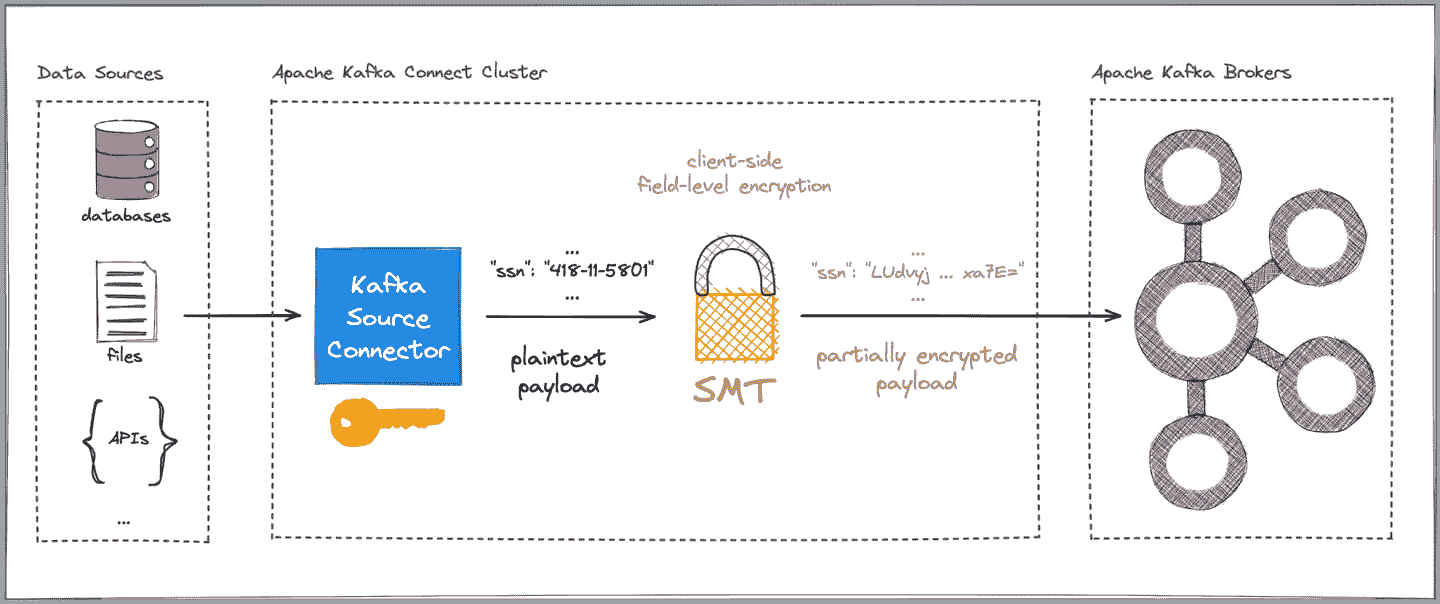 Data Sources
Apache Kafka Connect Cluster
Apache Kafka Brokers
databases
files
{ APIs }
...
Kafka
Source
Connector
...
"ssn": "418-11-5801"
...
plaintext
payload
client-side
field-level encryption
SMT
...
"ssn": "LUdvyj ... xa7E="
...
partially encrypted
payload